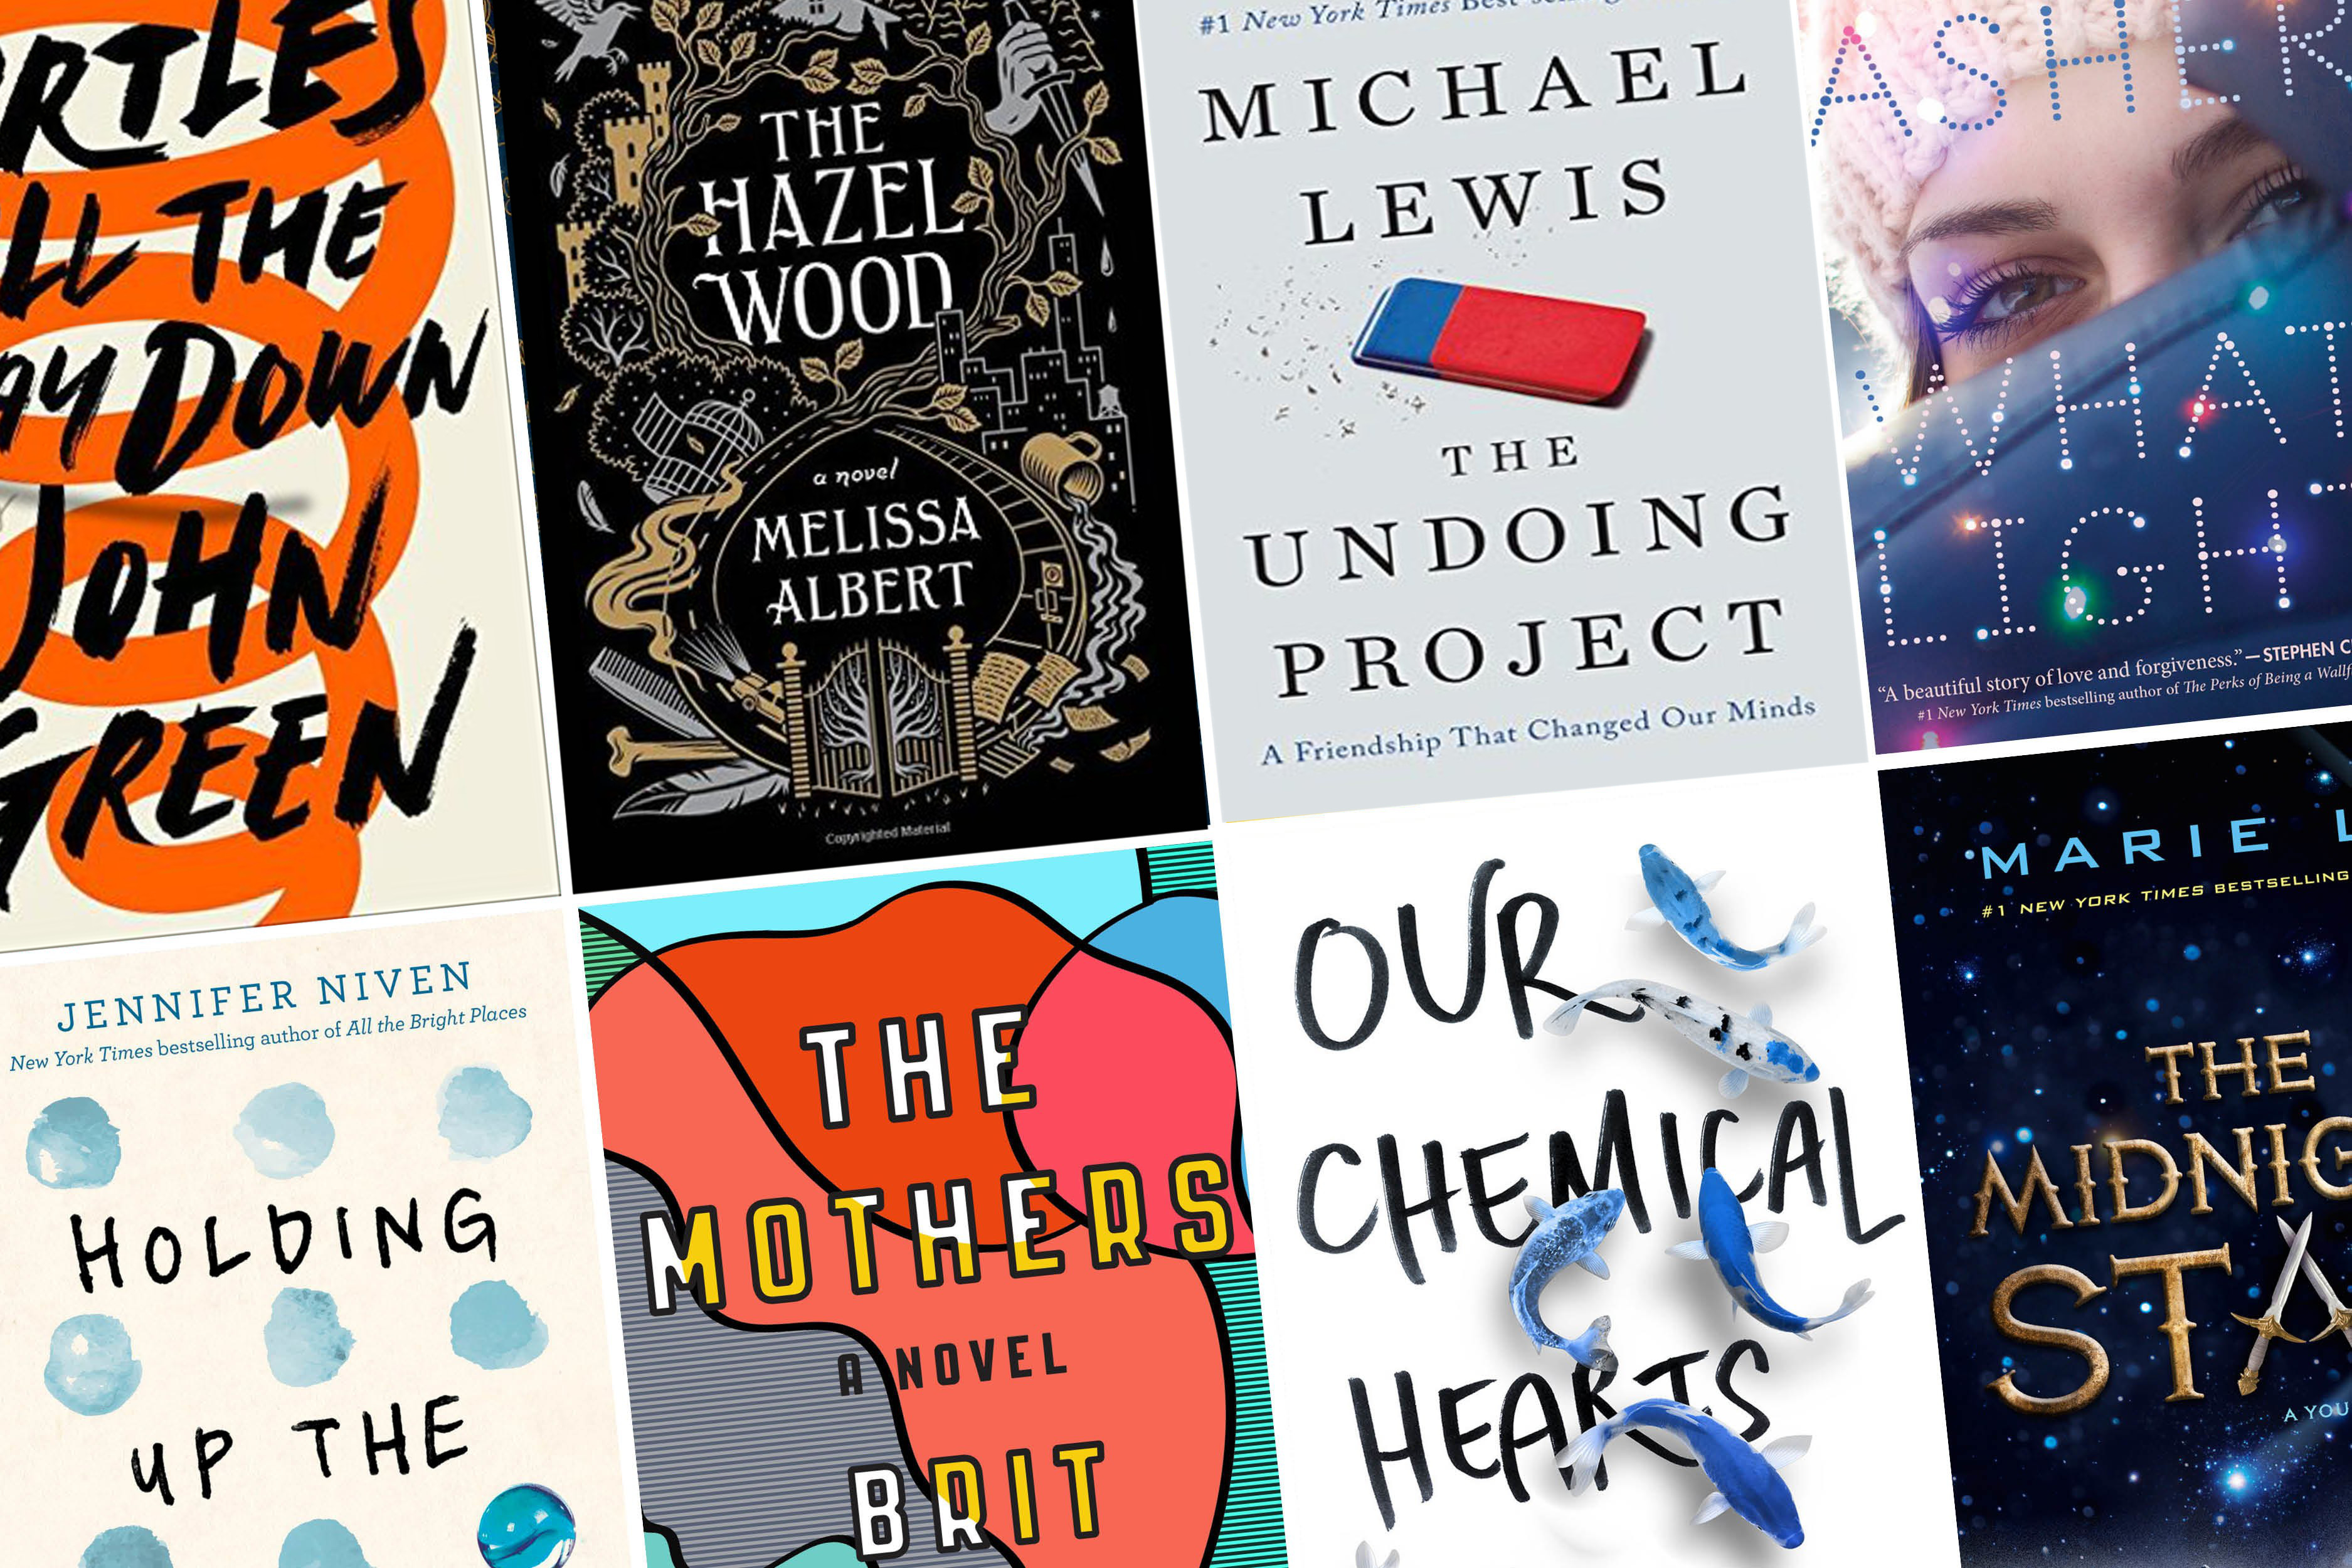 RTLES
LL THE
AY DOWN
JOHN
GREEN
THE
HAZEL
WOOD
a novel
MELISSA
ALBERT
Copyrighted Material
#1 New York Times
MICHAEL
LEWIS
THE
UNDOING
PROJECT
A Friendship That Changed Our Minds
ASHER
WHAT
LIGHT
“A beautiful story of love and forgiveness.” — STEPHEN C
#1 New York Times bestselling author of The Perks of Being a Wallf
JENNIFER NIVEN
New York Times bestselling author of All the Bright Places
HOLDING
UP THE
THE
MOTHERS
A NOVEL
BRIT
OUR
CHEMICAL
HEARTS
MARIE L
#1 NEW YORK TIMES BESTSELLING
THE
MIDNIG
STA
A YOU